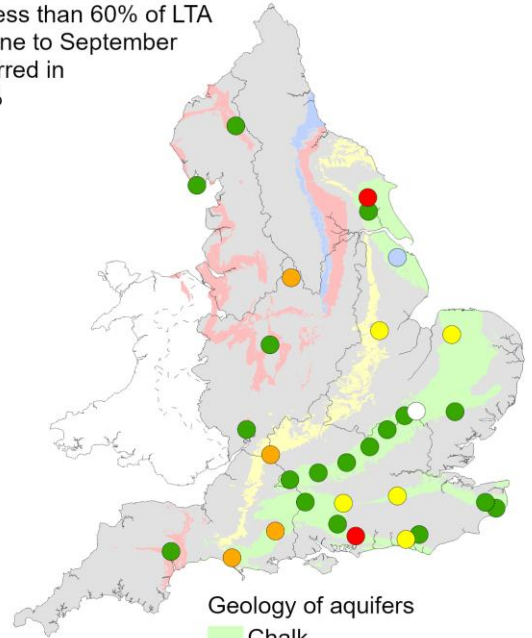 ess than 60% of LTA
ne to September
rred in
Geology of aquifers
Chalk